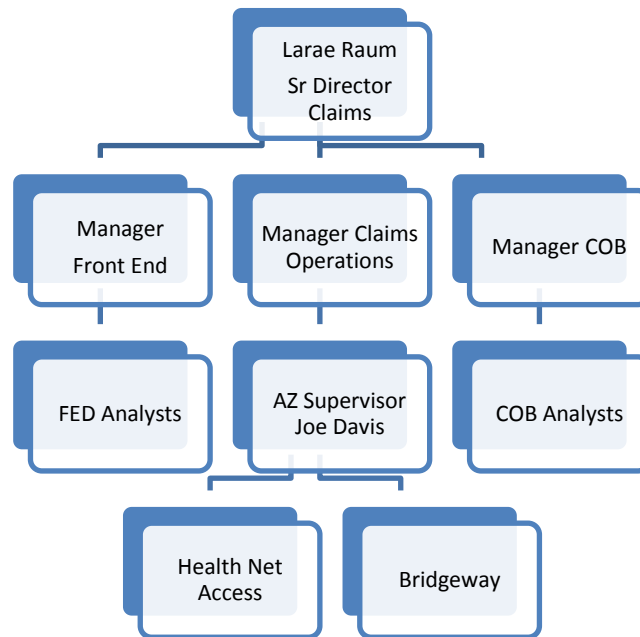 Larae Raum
Sr Director
Claims
Manager
Front End
Manager Claims
Operations
Manager COB
FED Analysts
AZ Supervisor
Joe Davis
COB Analysts
Health Net
Access
Bridgeway